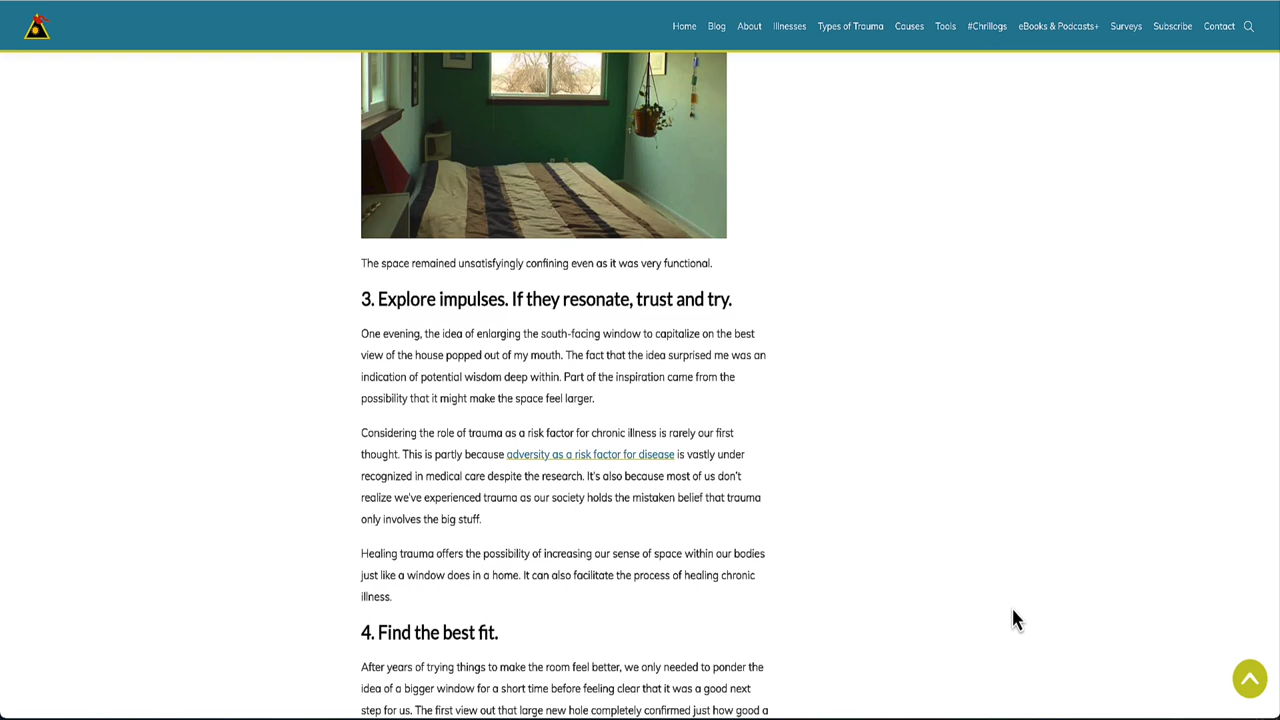 Home Blog About Illnesses Types of Trauma Causes Tools #Chrillogs eBooks & Podcasts+ Surveys Subscribe Contact
The space remained unsatisfyingly confining even as it was very functional.
3. Explore impulses. If they resonate, trust and try.
One evening, the idea of enlarging the south-facing window to capitalize on the best
view of the house popped out of my mouth. The fact that the idea surprised me was an
indication of potential wisdom deep within. Part of the inspiration came from the
possibility that it might make the space feel larger.
Considering the role of trauma as a risk factor for chronic illness is rarely our first
thought. This is partly because adversity as a risk factor for disease is vastly under
recognized in medical care despite the research. It's also because most of us don't
realize we've experienced trauma as our society holds the mistaken belief that trauma
only involves the big stuff.
Healing trauma offers the possibility of increasing our sense of space within our bodies
just like a window does in a home. It can also facilitate the process of healing chronic
illness.
4. Find the best fit.
After years of trying things to make the room feel better, we only needed to ponder the
idea of a bigger window for a short time before feeling clear that it was a good next
step for us. The first view out that large new hole completely confirmed just how good a